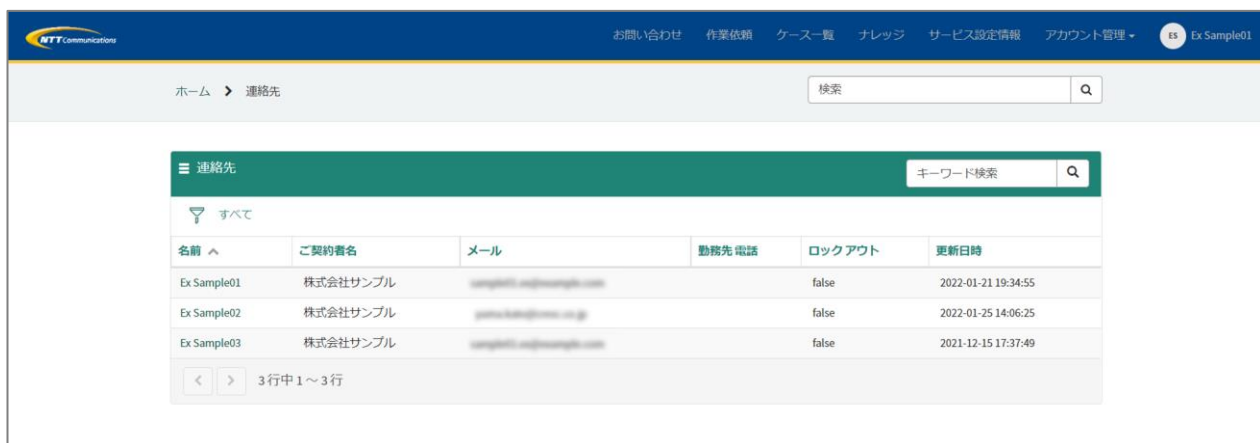 NTT Communications お問い合わせ 作業依頼 ケース一覧 ナレッジ サービス設定情報 アカウント管理 ES Ex Sample01
ホーム > 連絡先 検索
連絡先 キーワード検索
すべて
名前 ご契約者名 メール 勤務先 電話 ロック アウト 更新日時
Ex Sample01 株式会社サンプル false 2022-01-21 19:34:55
Ex Sample02 株式会社サンプル false 2022-01-25 14:06:25
Ex Sample03 株式会社サンプル false 2021-12-15 17:37:49
< > 3行中 1 ～ 3行